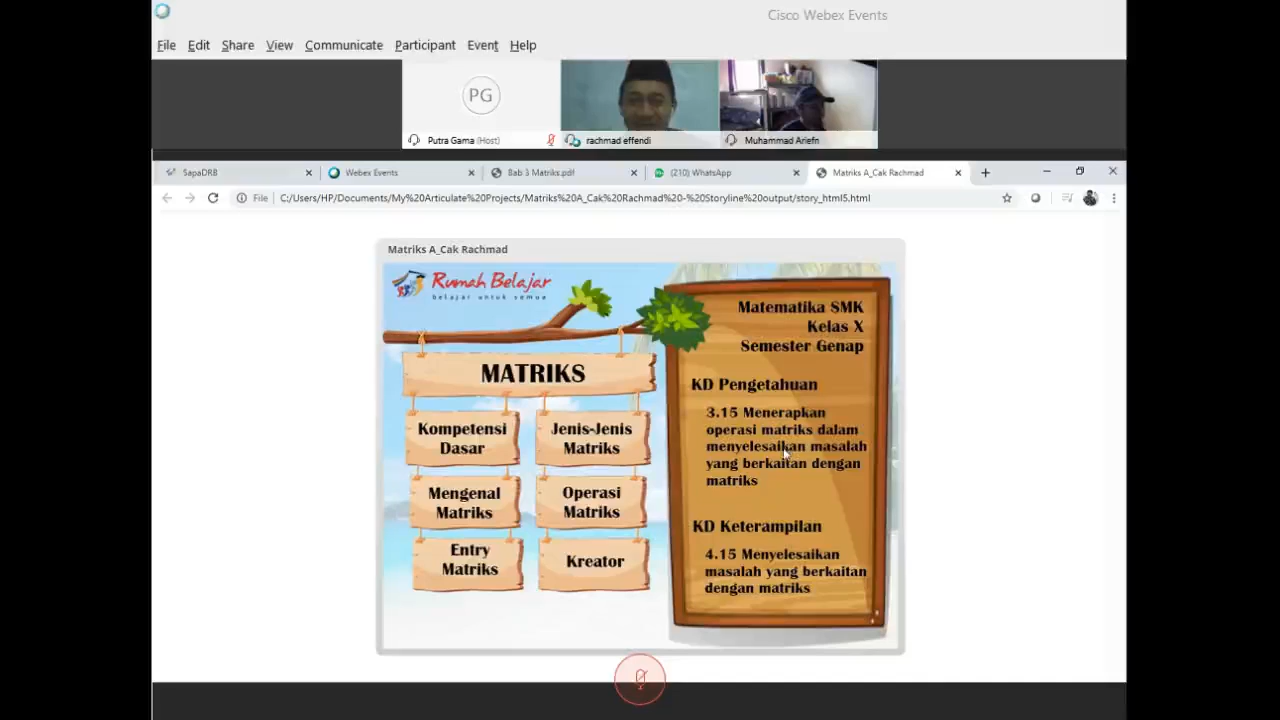 Cisco Webex Events
File Edit Share View Communicate Participant Event Help
PG
Putra Gama (Host)
rachmad effendi
Muhammad Ariefn
SapaDRB
Webex Events
Bab 3 Matriks.pdf
(210) WhatsApp
Matriks A_Cak Rachmad
File
C:/Users/HP/Documents/My%20Articulate%20Projects/Matriks%20A_Cak%20Rachmad%20-%20Storyline%20output/story_html5.html
Matriks A_Cak Rachmad
Rumah Belajar
belajar untuk semua
MATRIKS
Kompetensi
Dasar
Jenis-Jenis
Matriks
Mengenal
Matriks
Operasi
Matriks
Entry
Matriks
Kreator
Matematika SMK
Kelas X
Semester Genap
KD Pengetahuan
3.15 Menerapkan
operasi matriks dalam
menyelesaikan masalah
yang berkaitan dengan
matriks
KD Keterampilan
4.15 Menyelesaikan
masalah yang berkaitan
dengan matriks